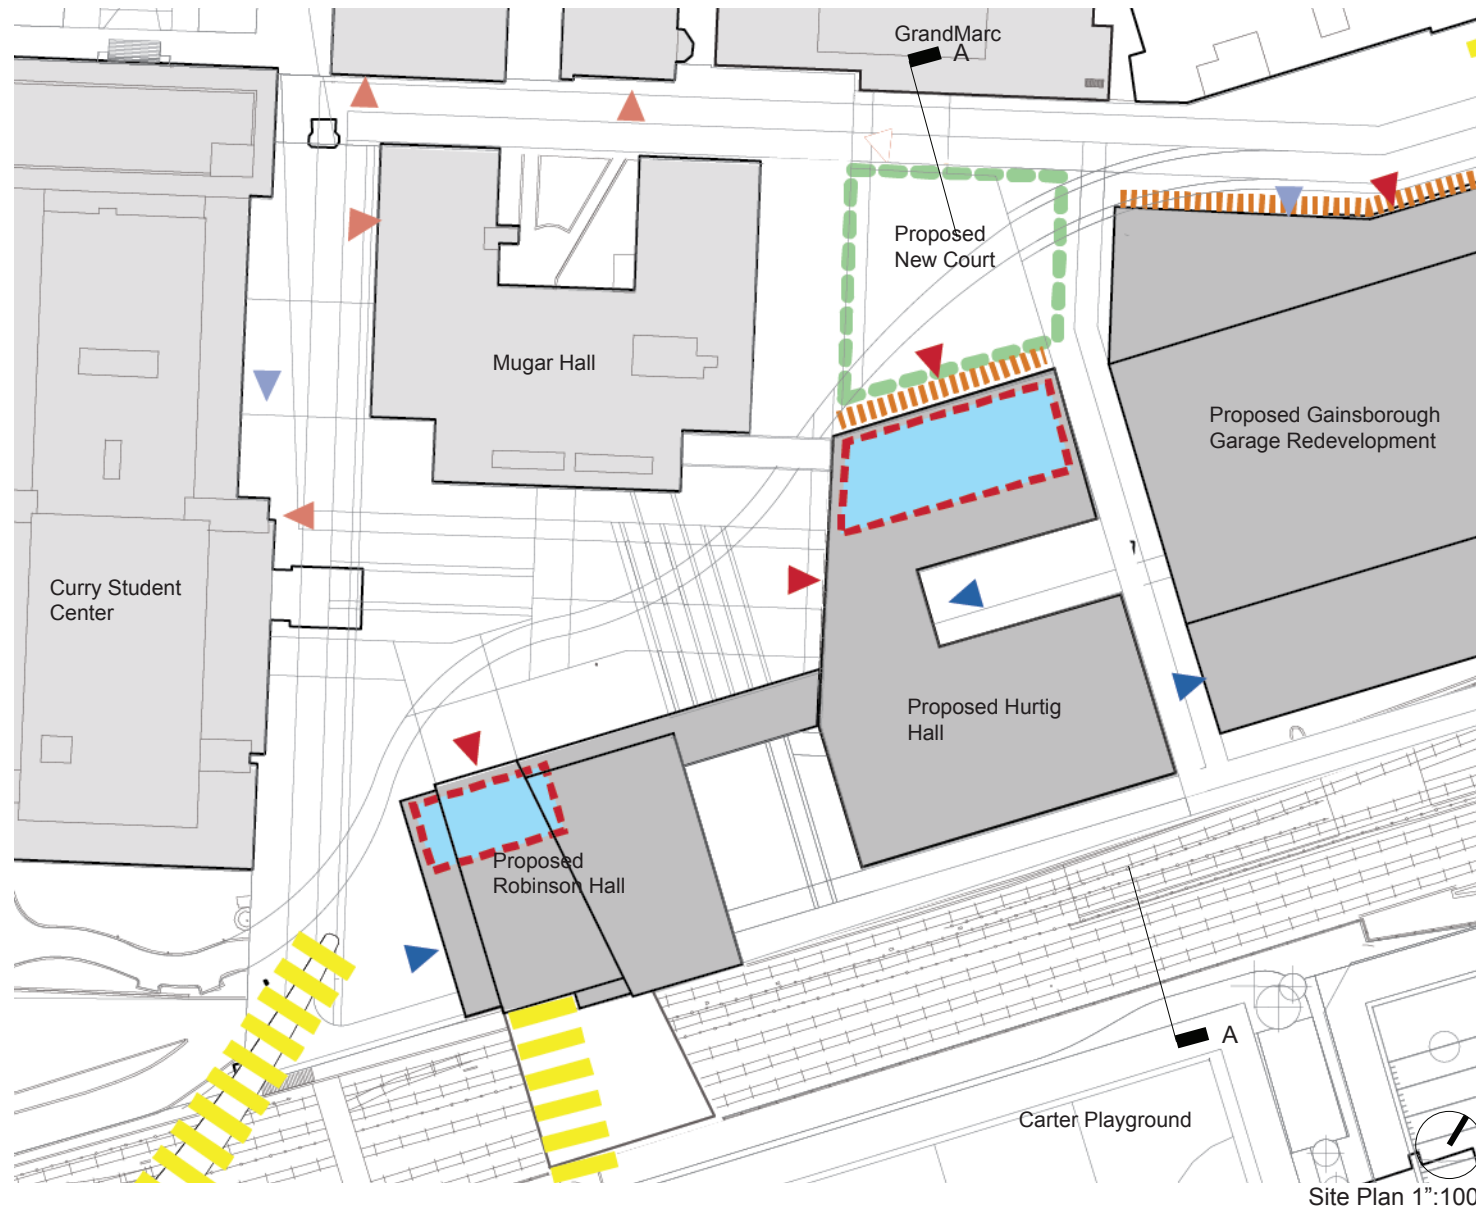 GrandMarc
A
Proposed
New Court
Mugar Hall
Proposed Gainsborough
Garage Redevelopment
Curry Student
Center
Proposed Hurtig
Hall
Proposed
Robinson Hall
A
Carter Playground
Site Plan 1”:100